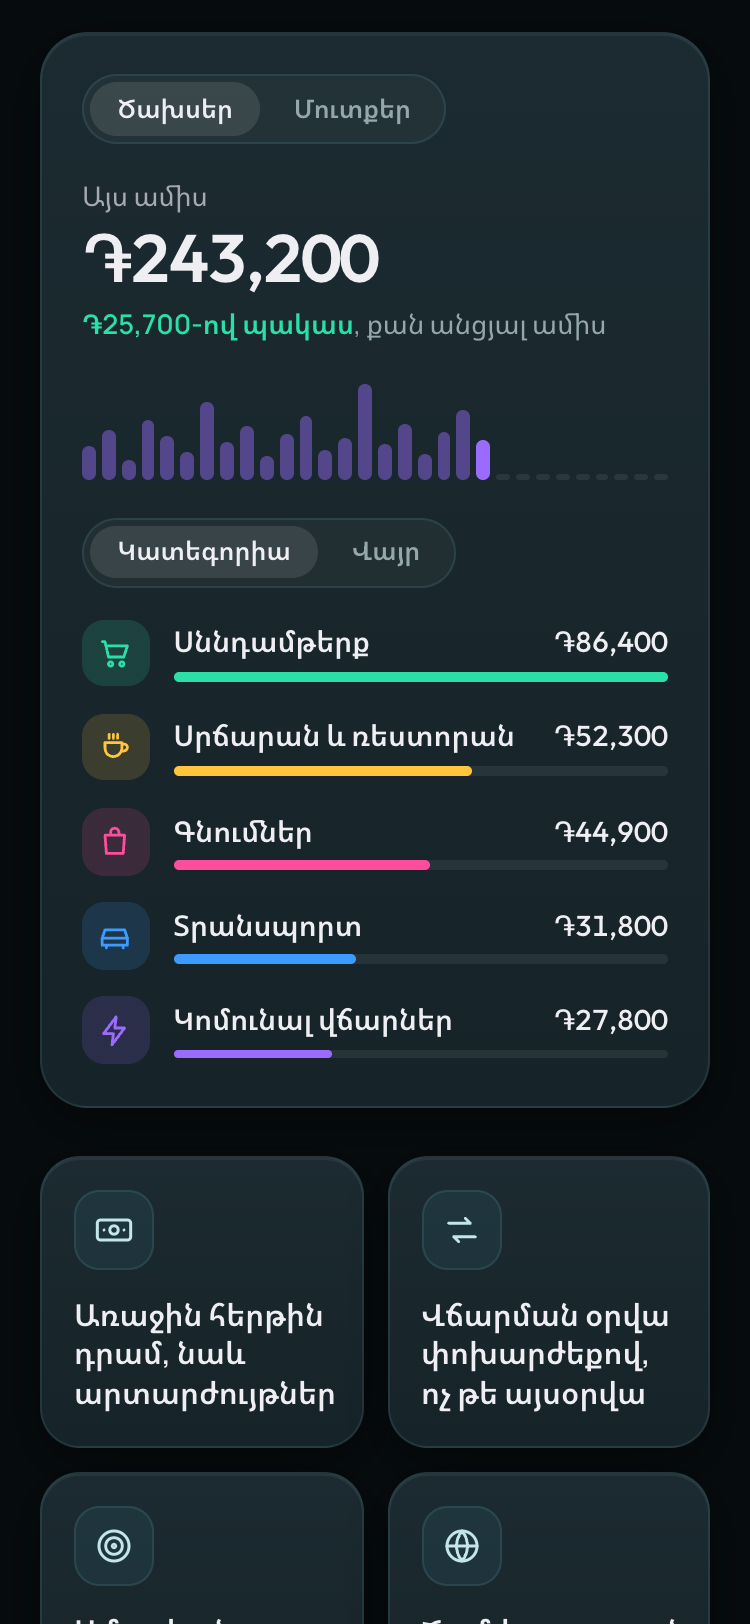 Ծախսեր
Մուտքեր
Այս ամիս
֏243,200
֏25,700-ով պակաս, քան անցյալ ամիս
Կատեգորիա
Վայր
Սննդամթերք
֏86,400
Սրճարան և ռեստորան
֏52,300
Գնումներ
֏44,900
Տրանսպորտ
֏31,800
Կոմունալ վճարներ
֏27,800
Առաջին հերթին
դրամ, նաև
արտարժույթներ
Վճարման օրվա
փոխարժեքով,
ոչ թե այսօրվա